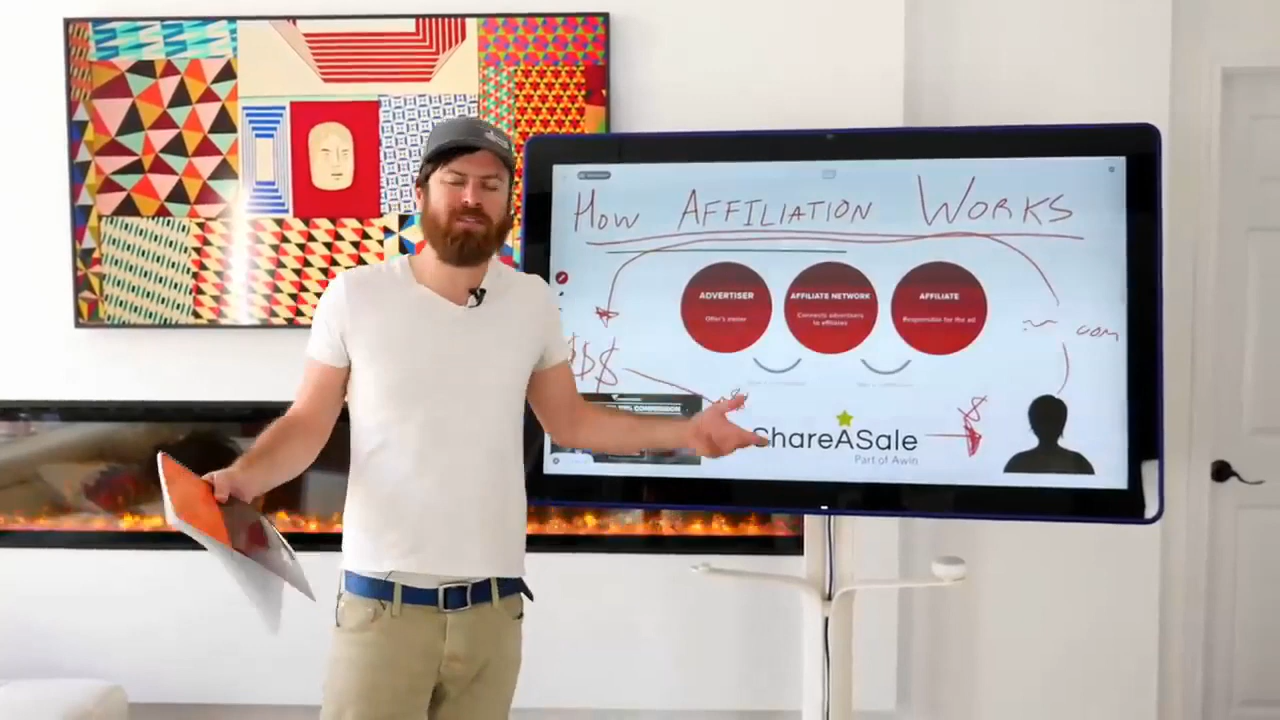 HOW AFFILIATION WORKS
ADVERTISER
Offer's owner
AFFILIATE NETWORK
Connects advertisers
to affiliates
AFFILIATE
Responsible for the ad
com
$$$
$
$
COMMISSION
ShareASale
Part of Awin